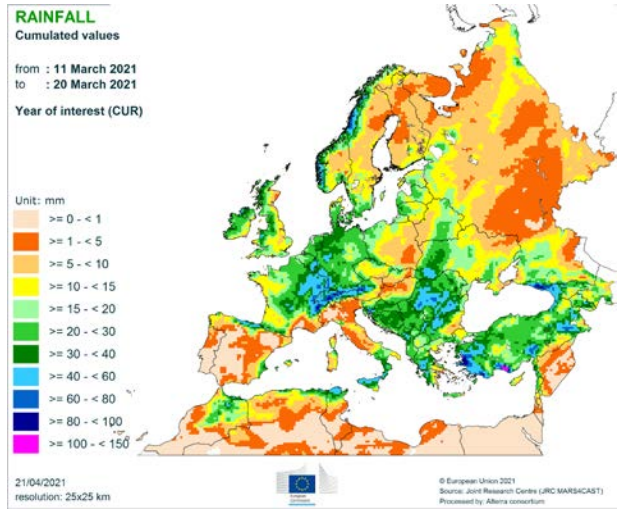 RAINFALL
Cumulated values
from : 11 March 2021
to : 20 March 2021
Year of interest (CUR)
Unit: mm
>= 0 - < 1
>= 1 - < 5
>= 5 - < 10
>= 10 - < 15
>= 15 - < 20
>= 20 - < 30
>= 30 - < 40
>= 40 - < 60
>= 60 - < 80
>= 80 - < 100
>= 100 - < 150
21/04/2021
resolution: 25x25 km
European
Commission
© European Union 2021
Source: Joint Research Centre (JRC MARS4CAST)
Processed by: Alterra consortium